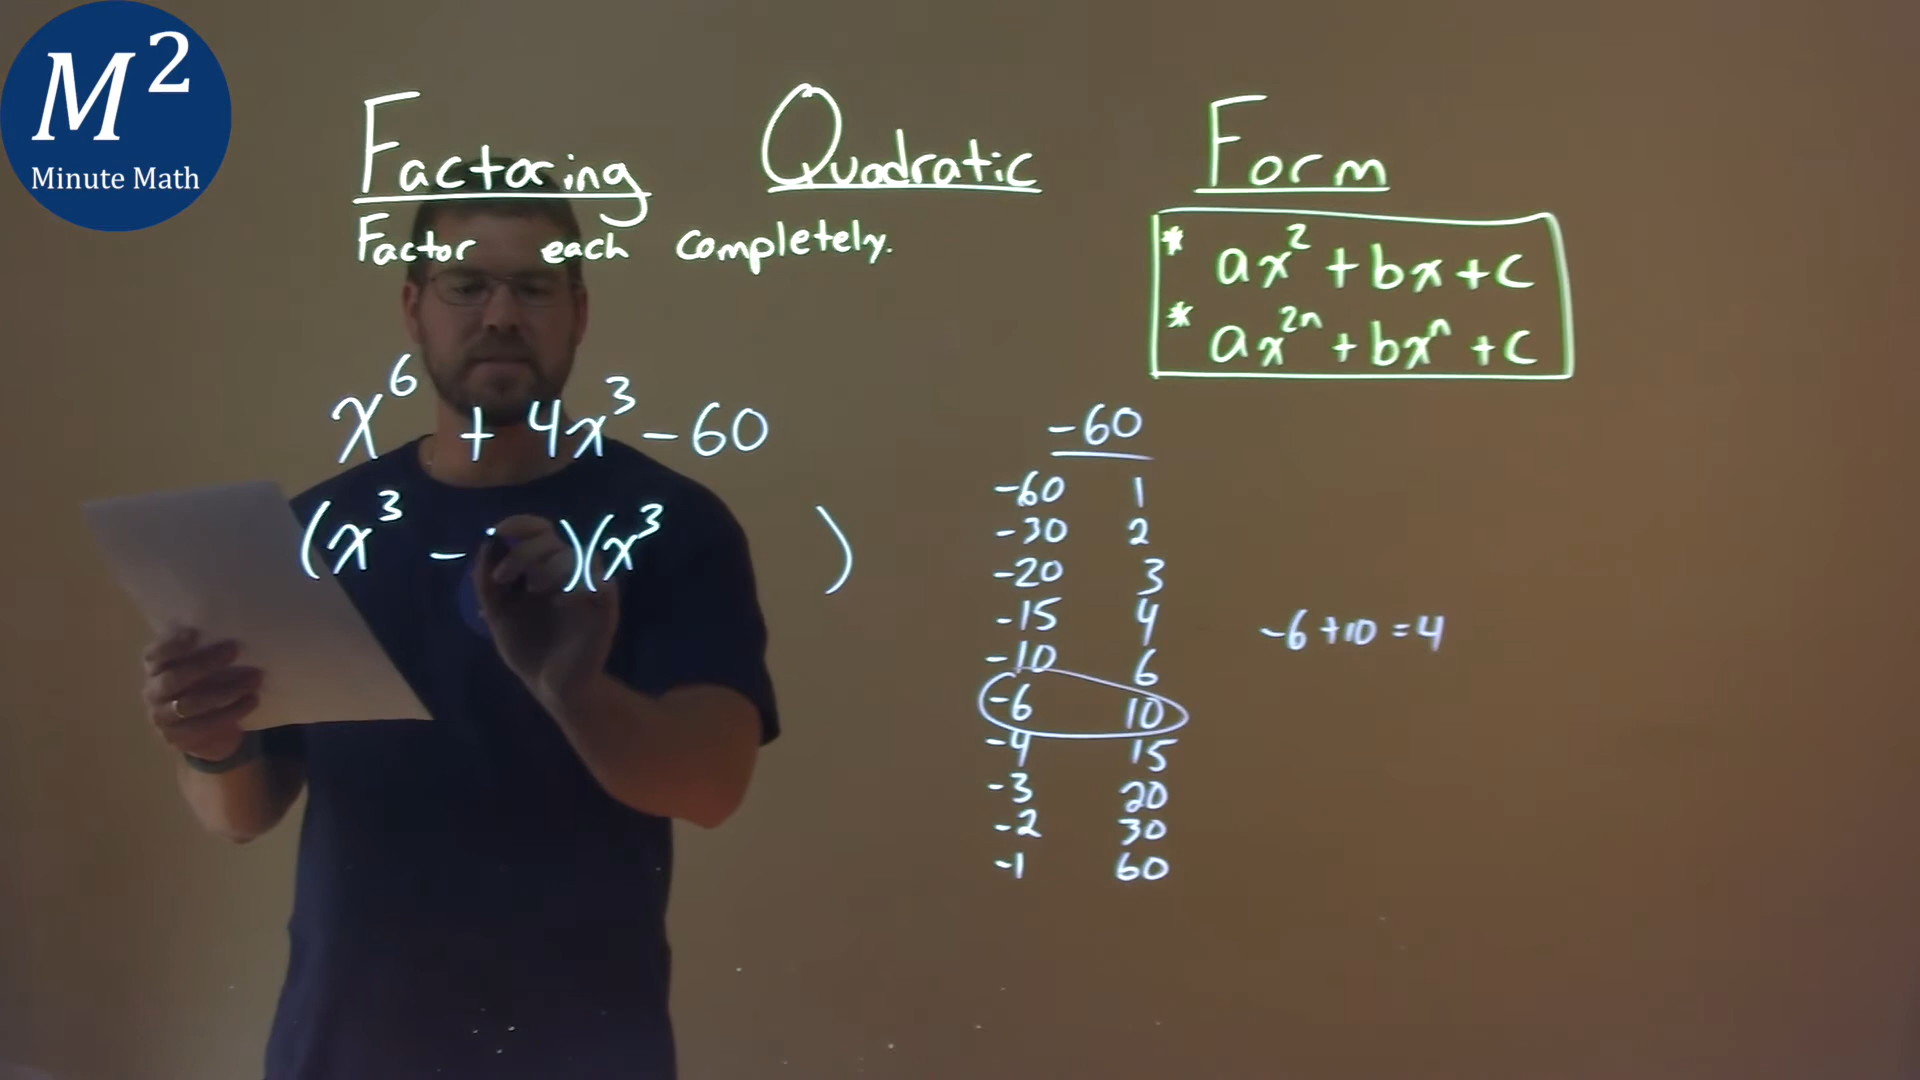 M²
Minute Math
Factoring Quadratic Form
Factor each completely.
* ax² + bx + c
* ax²ⁿ + bxⁿ + c
x⁶ + 4x³ - 60
(x³ - )(x³ )
-60
-60 1
-30 2
-20 3
-15 4
-10 6
-6 10
-4 15
-3 20
-2 30
-1 60
-6 + 10 = 4